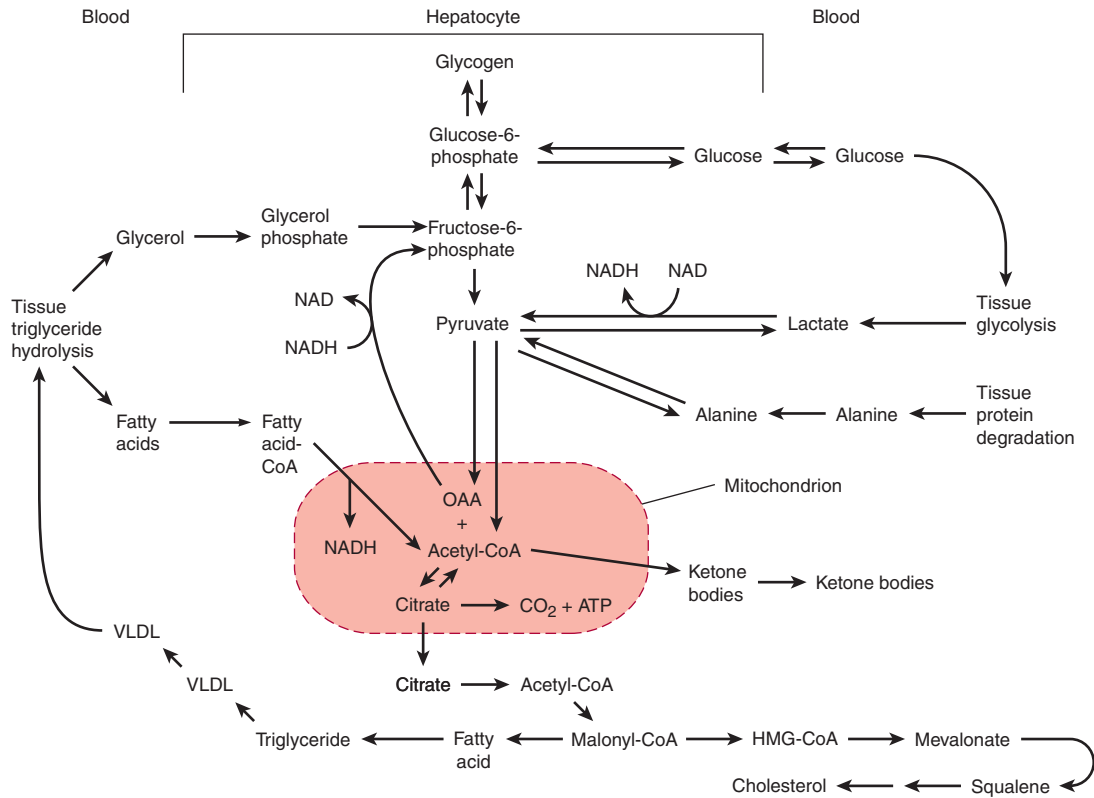 Blood
Hepatocyte
Blood
Glycogen
Glucose-6-
phosphate
Glucose
Glucose
Glycerol
Glycerol
phosphate
Fructose-6-
phosphate
NAD
NADH
NADH
NAD
Tissue
triglyceride
hydrolysis
Pyruvate
Lactate
Tissue
glycolysis
Fatty
acids
Fatty
acid-
CoA
Alanine
Alanine
Tissue
protein
degradation
Mitochondrion
OAA
+
NADH
Acetyl-CoA
Ketone
bodies
Ketone bodies
Citrate
CO2 + ATP
VLDL
VLDL
Citrate
Acetyl-CoA
Triglyceride
Fatty
acid
Malonyl-CoA
HMG-CoA
Mevalonate
Cholesterol
Squalene